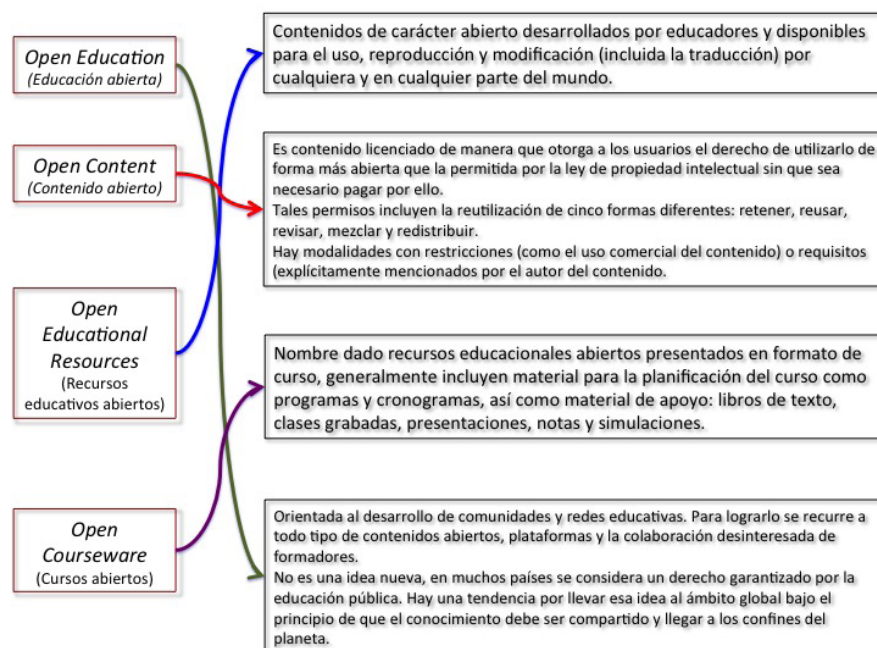 Open Education
(Educación abierta)
Contenidos de carácter abierto desarrollados por educadores y disponibles
para el uso, reproducción y modificación (incluida la traducción) por
cualquiera y en cualquier parte del mundo.
Open Content
(Contenido abierto)
Es contenido licenciado de manera que otorga a los usuarios el derecho de utilizarlo de
forma más abierta que la permitida por la ley de propiedad intelectual sin que sea
necesario pagar por ello.
Tales permisos incluyen la reutilización de cinco formas diferentes: retener, reusar,
revisar, mezclar y redistribuir.
Hay modalidades con restricciones (como el uso comercial del contenido) o requisitos
(explícitamente mencionados por el autor del contenido.
Open
Educational
Resources
(Recursos
educativos abiertos)
Nombre dado recursos educacionales abiertos presentados en formato de
curso, generalmente incluyen material para la planificación del curso como
programas y cronogramas, así como material de apoyo: libros de texto,
clases grabadas, presentaciones, notas y simulaciones.
Open
Courseware
(Cursos abiertos)
Orientada al desarrollo de comunidades y redes educativas. Para lograrlo se recurre a
todo tipo de contenidos abiertos, plataformas y la colaboración desinteresada de
formadores.
No es una idea nueva, en muchos países se considera un derecho garantizado por la
educación pública. Hay una tendencia por llevar esa idea al ámbito global bajo el
principio de que el conocimiento debe ser compartido y llegar a los confines del
planeta.